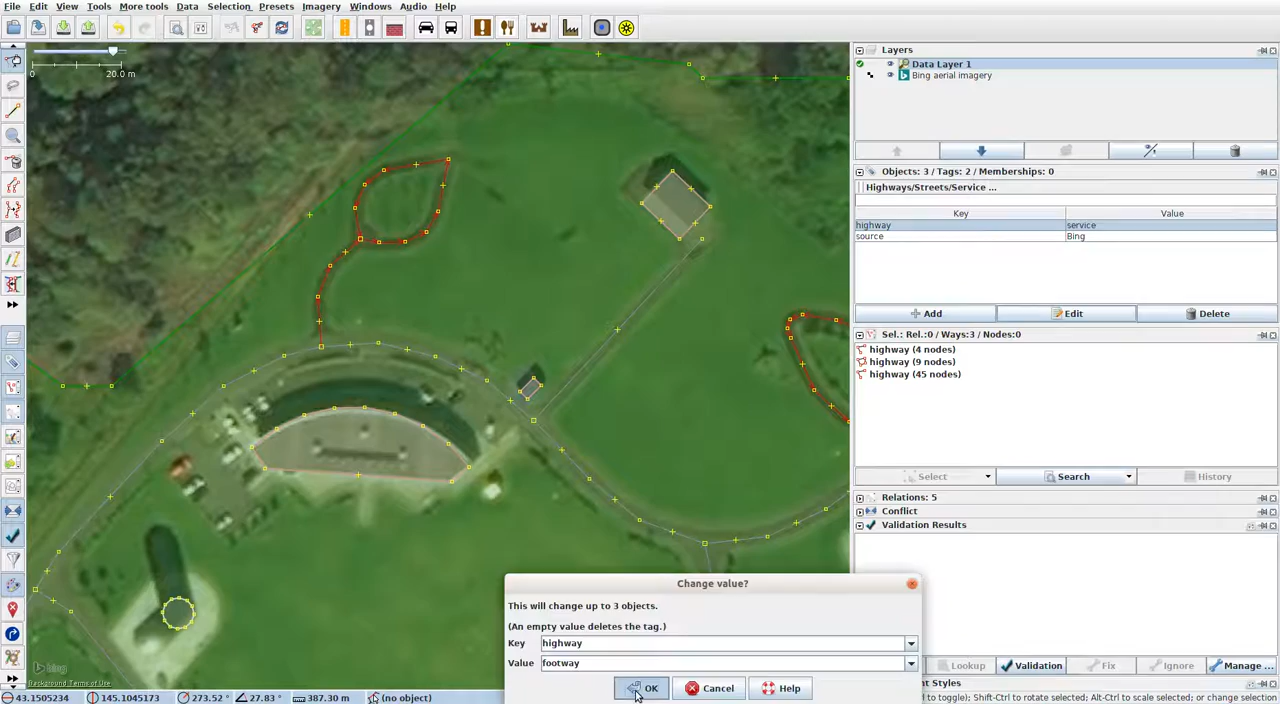 File Edit View Tools More tools Data Selection Presets Imagery Windows Audio Help
0 20.0 m
Layers
Data Layer 1
Bing aerial imagery
Objects: 3 / Tags: 2 / Memberships: 0
Highways/Streets/Service ...
Key Value
highway service
source Bing
Add Edit Delete
Sel.: Rel.:0 / Ways:3 / Nodes:0
highway (4 nodes)
highway (9 nodes)
highway (45 nodes)
Select Search History
Relations: 5
Conflict
Validation Results
Change value?
This will change up to 3 objects.
(An empty value deletes the tag.)
Key highway
Value footway
OK Cancel Help
Lookup Validation Fix Ignore Manage ...
bing
Background Terms of Use
43.1505234 145.1045173 273.52 ° 27.83 ° 387.30 m (no object)
nt Styles
to toggle); Shift-Ctrl to rotate selected; Alt-Ctrl to scale selected; or change selection